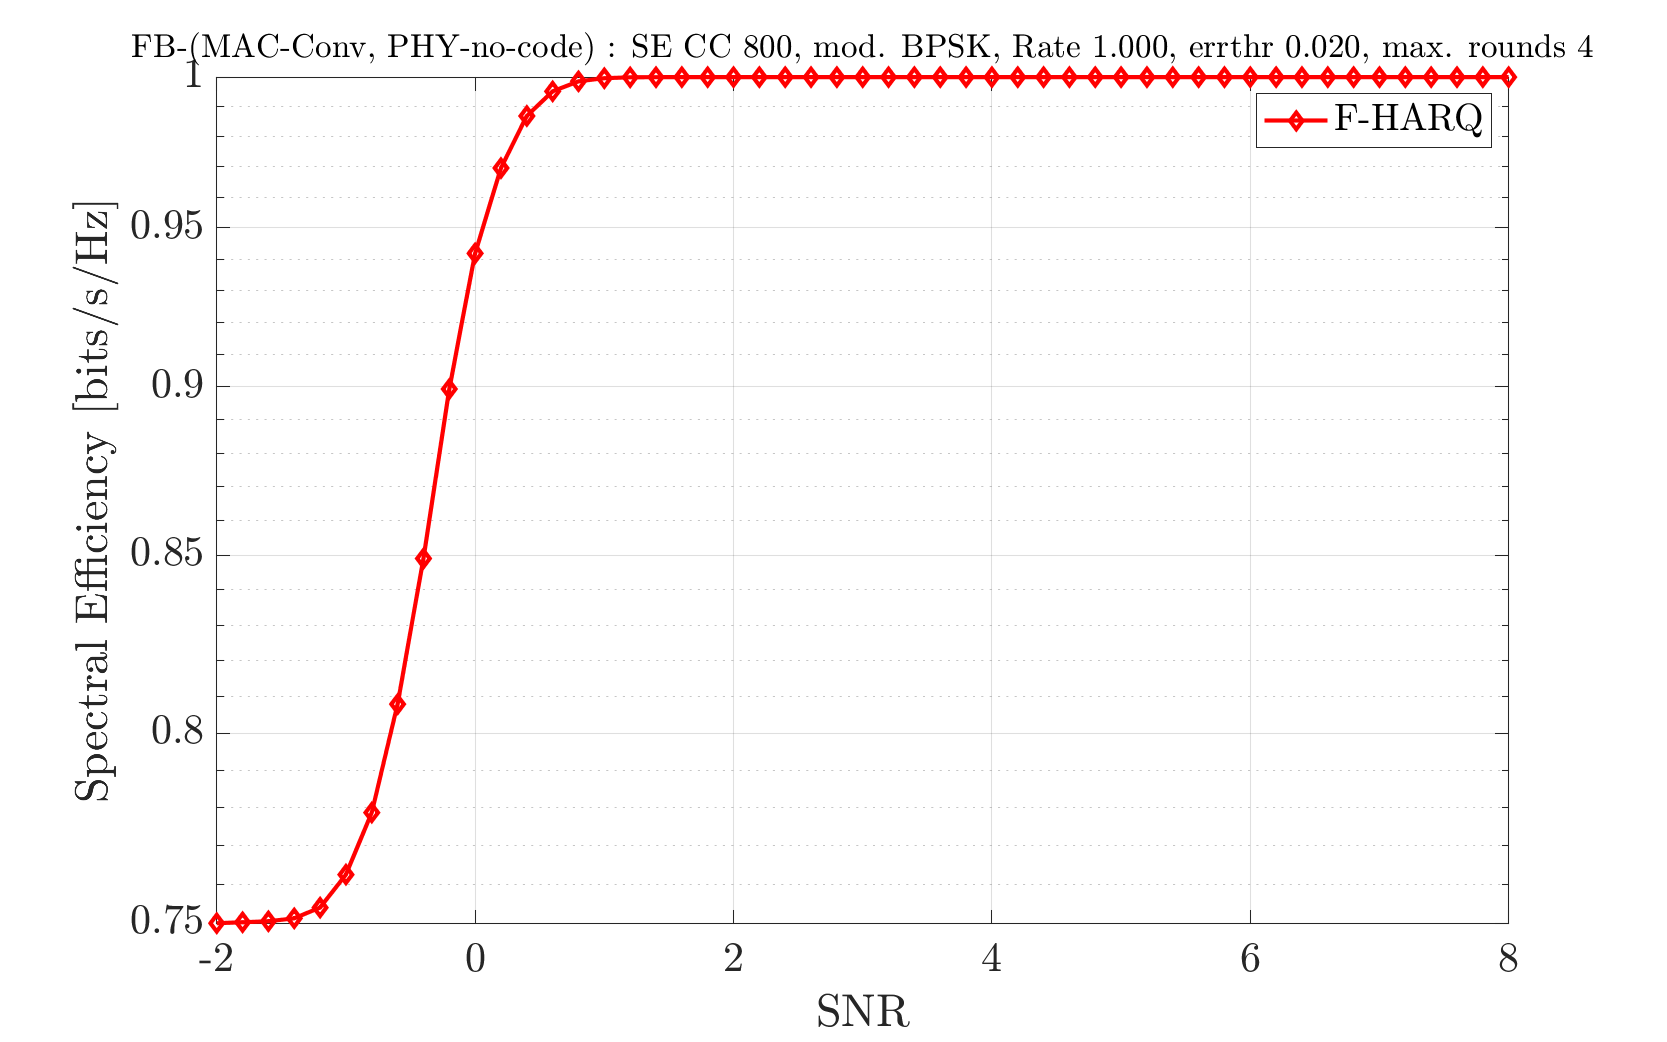 FB-(MAC-Conv, PHY-no-code) : SE CC 800, mod. BPSK, Rate 1.000, errthr 0.020, max. rounds 4
F-HARQ
Spectral Efficiency [bits/s/Hz]
1
0.95
0.9
0.85
0.8
0.75
-2 0 2 4 6 8
SNR